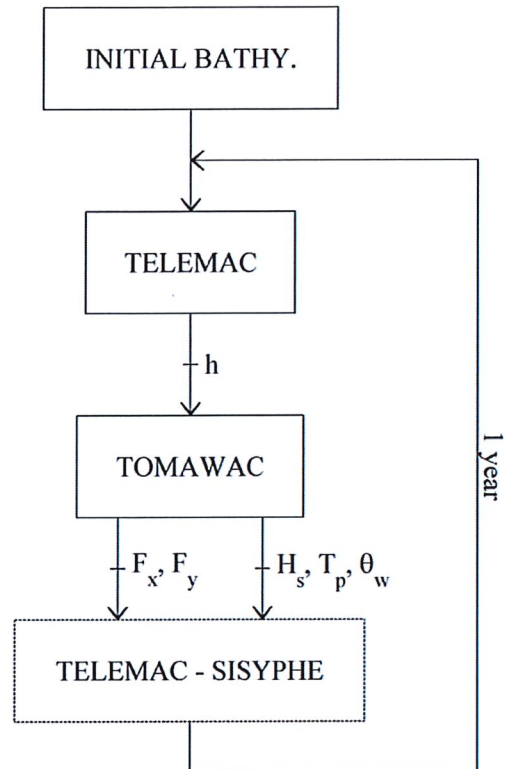 INITIAL BATHY.
TELEMAC
h
TOMAWAC
1 year
F_x, F_y
H_s, T_p, θ_w
TELEMAC - SISYPHE